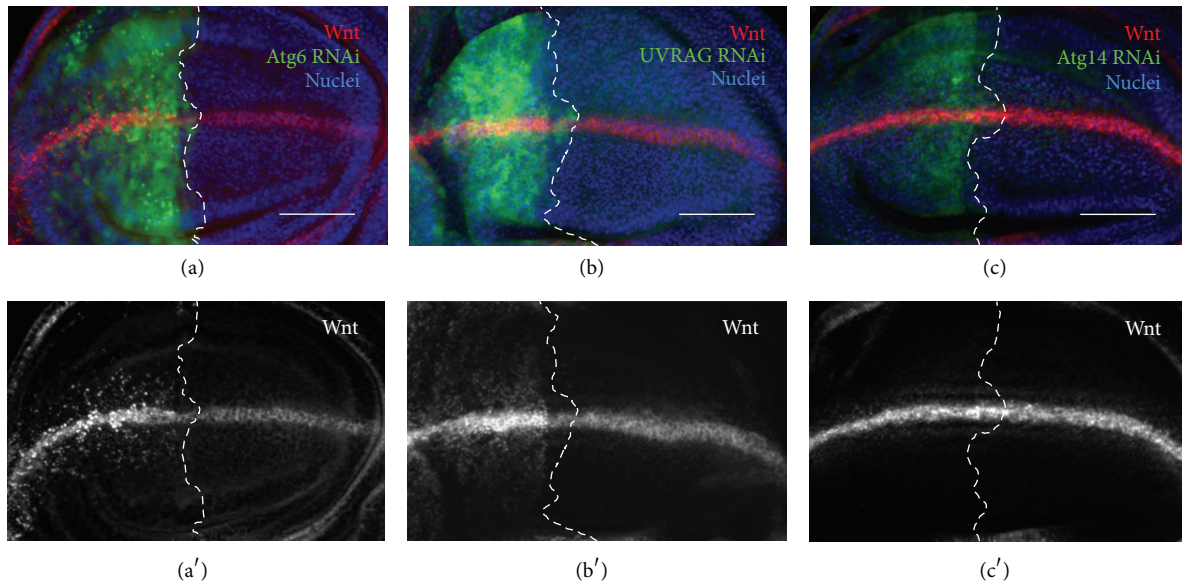 Wnt
Atg6 RNAi
Nuclei
Wnt
UVRAG RNAi
Nuclei
Wnt
Atg14 RNAi
Nuclei
(a)
(b)
(c)
Wnt
Wnt
Wnt
(a′)
(b′)
(c′)